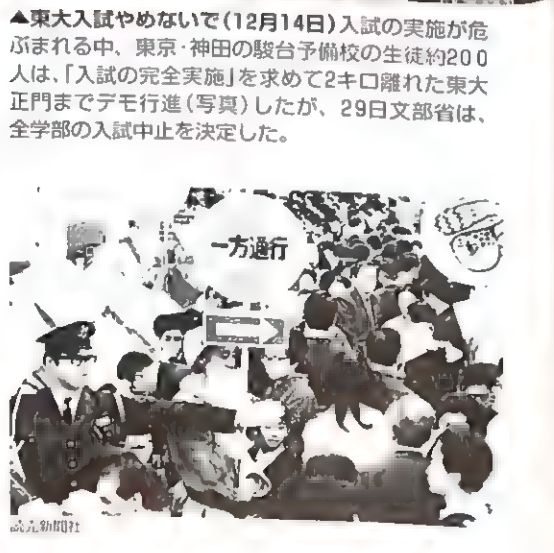 ▲東大入試やめないで(12月14日)入試の実施が危
ぶまれる中、東京・神田の駿台予備校の生徒約200
人は、「入試の完全実施」を求めて2キロ離れた東大
正門までデモ行進(写真)したが、29日文部省は、
全学部の入試中止を決定した。
一方通行
読売新聞社